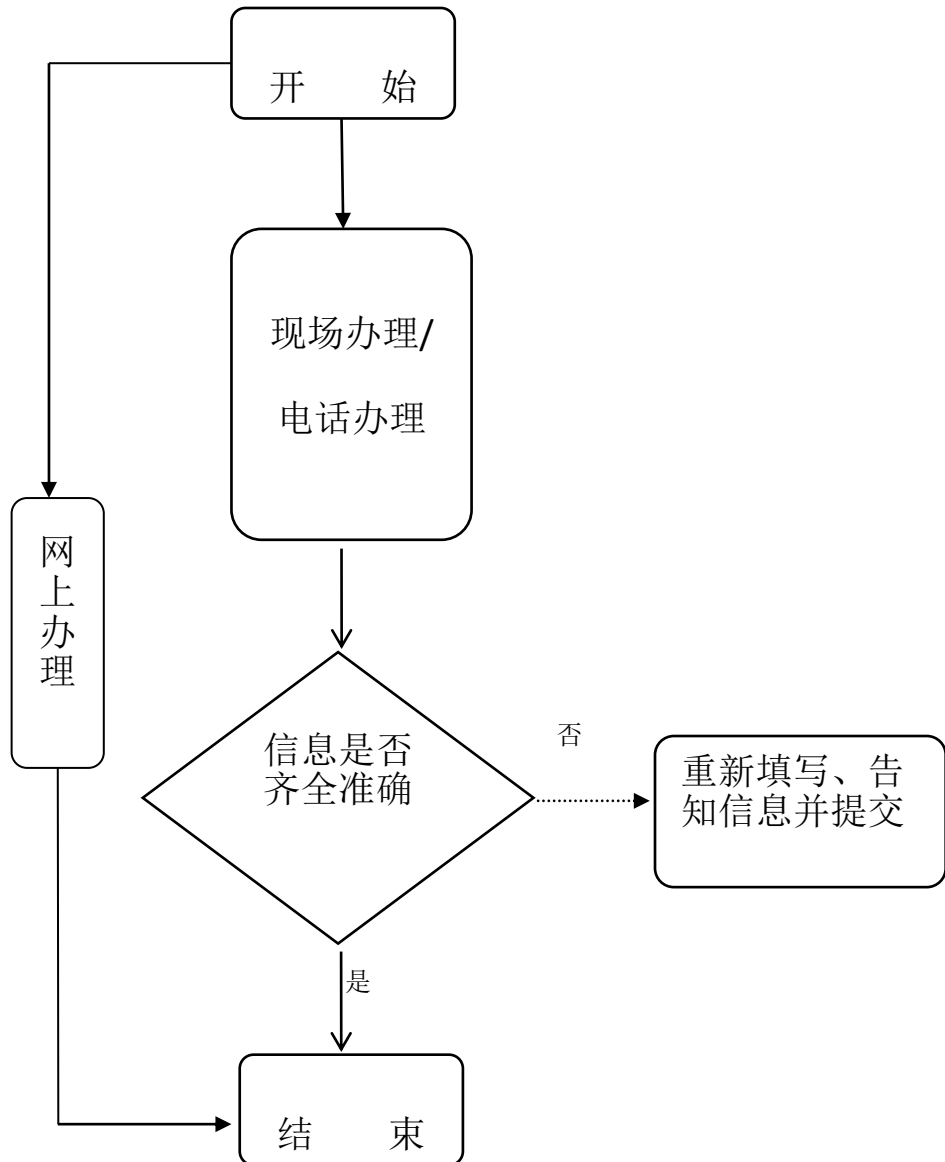 开 始
现场办理/
电话办理
网
上
办
理
信息是否
齐全准确
否
重新填写、告
知信息并提交
是
结 束